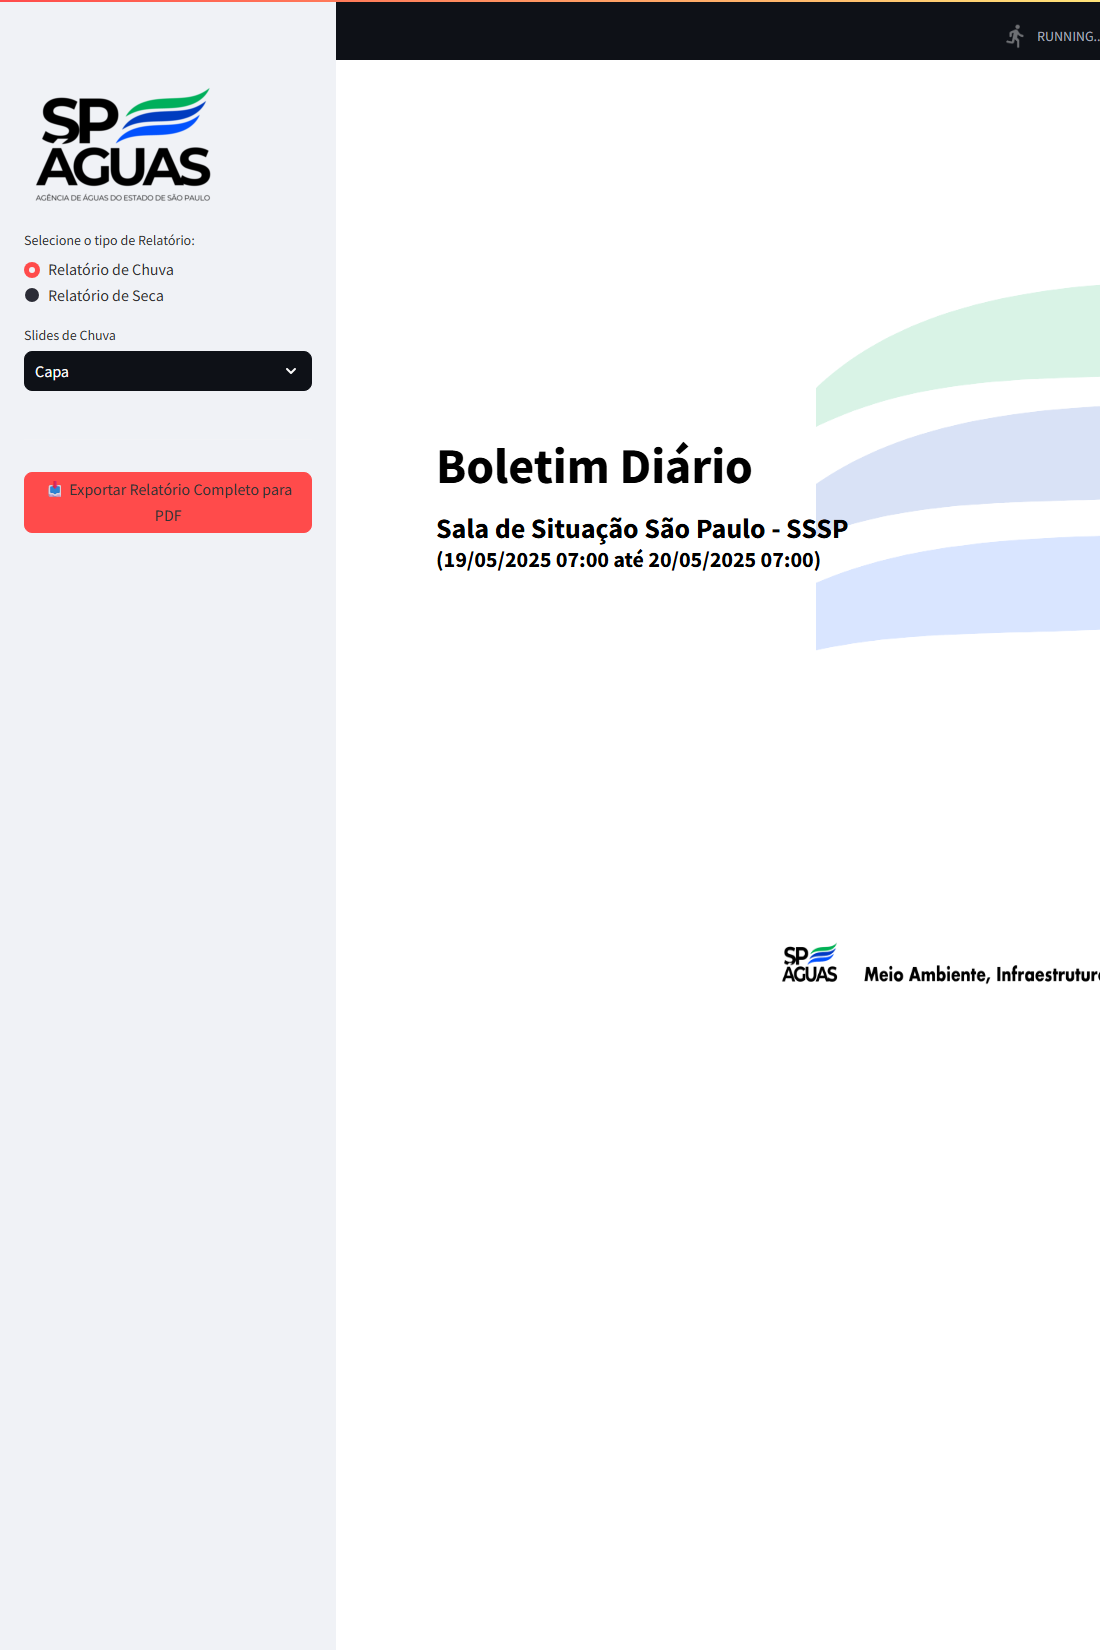 RUNNING...
SP
ÁGUAS
AGÊNCIA DE ÁGUAS DO ESTADO DE SÃO PAULO
Selecione o tipo de Relatório:
Relatório de Chuva
Relatório de Seca
Slides de Chuva
Capa
Exportar Relatório Completo para
PDF
Boletim Diário
Sala de Situação São Paulo - SSSP
(19/05/2025 07:00 até 20/05/2025 07:00)
SP
ÁGUAS
Meio Ambiente,